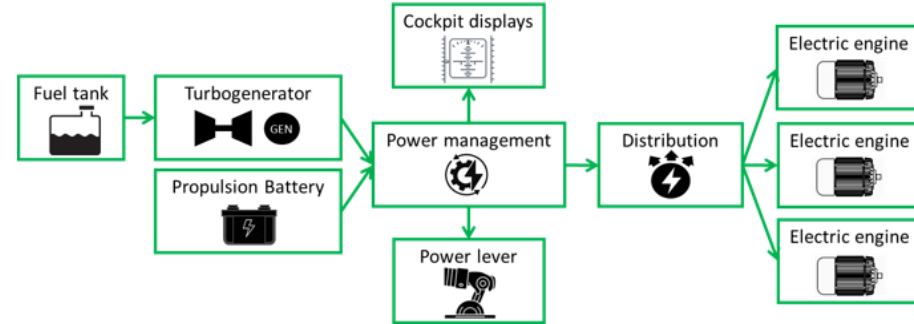 Cockpit displays
Electric engine
Fuel tank
Turbogenerator
GEN
Power management
Distribution
Electric engine
Propulsion Battery
Electric engine
Power lever